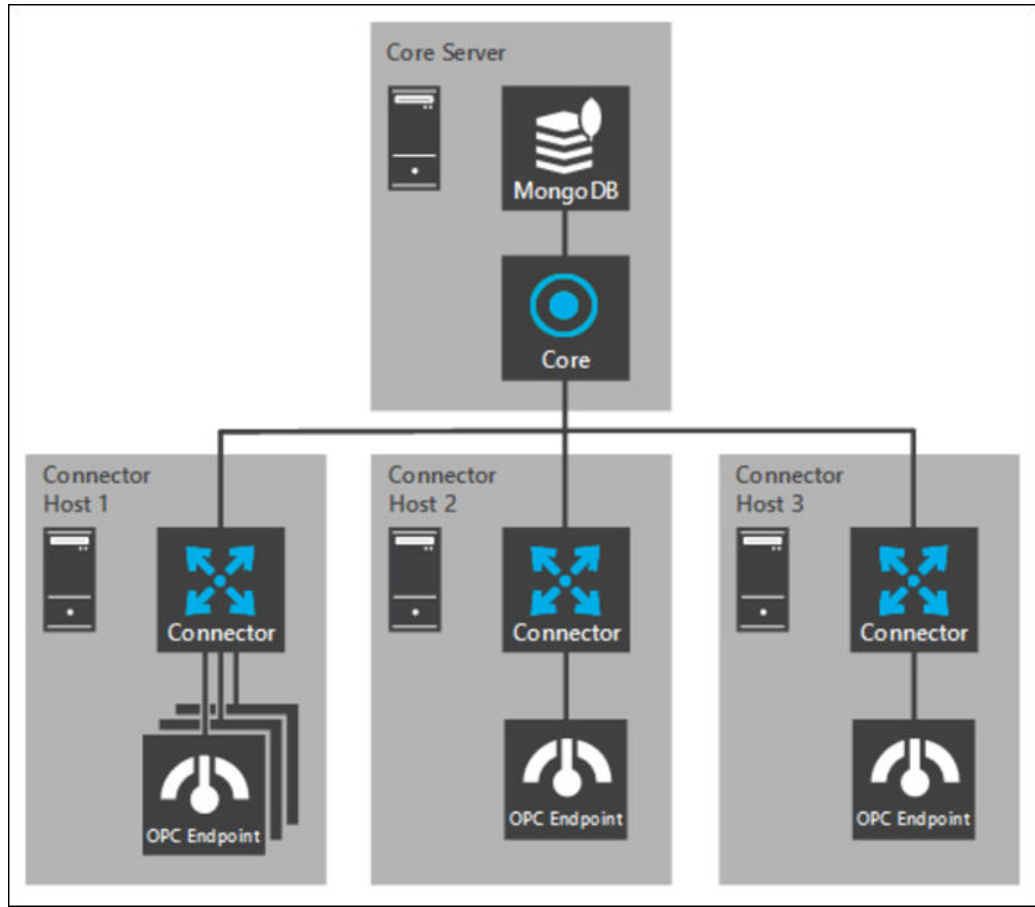 Core Server
MongoDB
Core
Connector
Host 1
Connector
OPC Endpoint
Connector
Host 2
Connector
OPC Endpoint
Connector
Host 3
Connector
OPC Endpoint